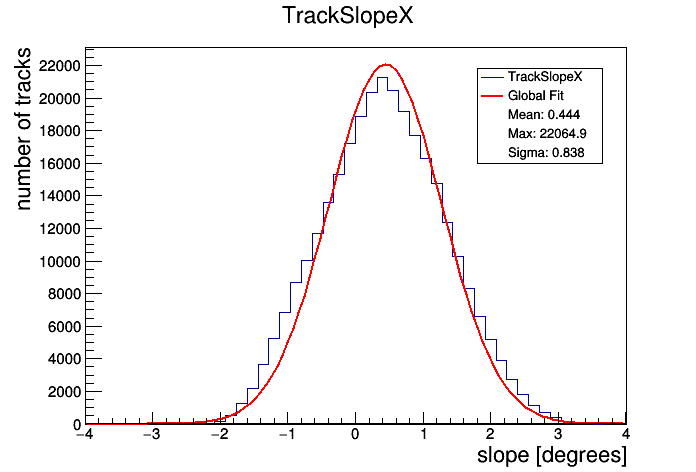 TrackSlopeX
number of tracks
22000
20000
18000
16000
14000
12000
10000
8000
6000
4000
2000
0
TrackSlopeX
Global Fit
Mean: 0.444
Max: 22064.9
Sigma: 0.838
−4 −3 −2 −1 0 1 2 3 4
slope [degrees]